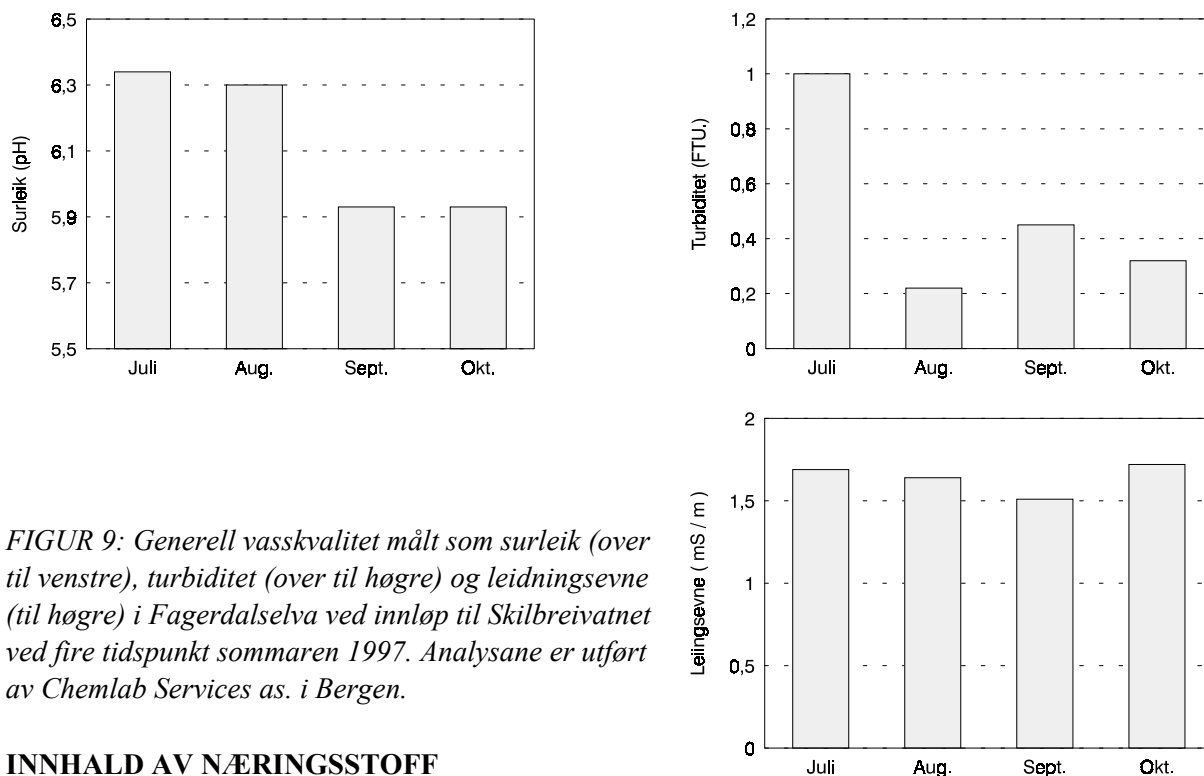 6,5
6,3
6,1
5,9
5,7
5,5
Surleik (pH)
Juli Aug. Sept. Okt.
1,2
1
0,8
0,6
0,4
0,2
0
Turbiditet (FTU.)
Juli Aug. Sept. Okt.
2
1,5
1
0,5
0
Leiingsevne ( mS / m )
Juli Aug. Sept. Okt.
FIGUR 9: Generell vasskvalitet målt som surleik (over
til venstre), turbiditet (over til høgre) og leidningsevne
(til høgre) i Fagerdalselva ved innløp til Skilbreivatnet
ved fire tidspunkt sommaren 1997. Analysane er utført
av Chemlab Services as. i Bergen.
INNHALD AV NÆRINGSSTOFF